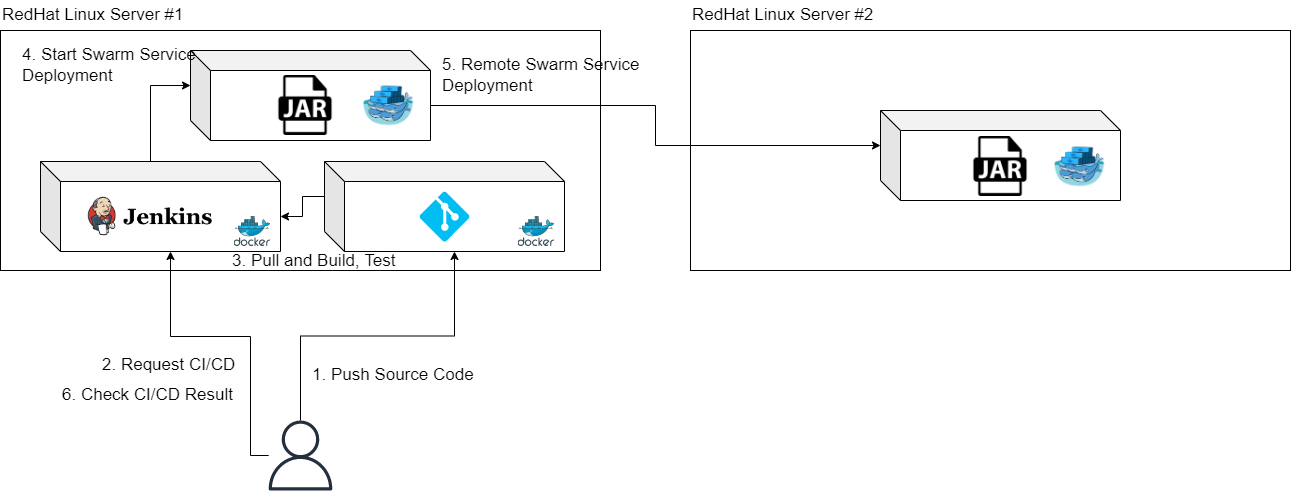 RedHat Linux Server #1
RedHat Linux Server #2
4. Start Swarm Service
Deployment
5. Remote Swarm Service
Deployment
JAR
JAR
Jenkins
docker
docker
3. Pull and Build, Test
2. Request CI/CD
1. Push Source Code
6. Check CI/CD Result